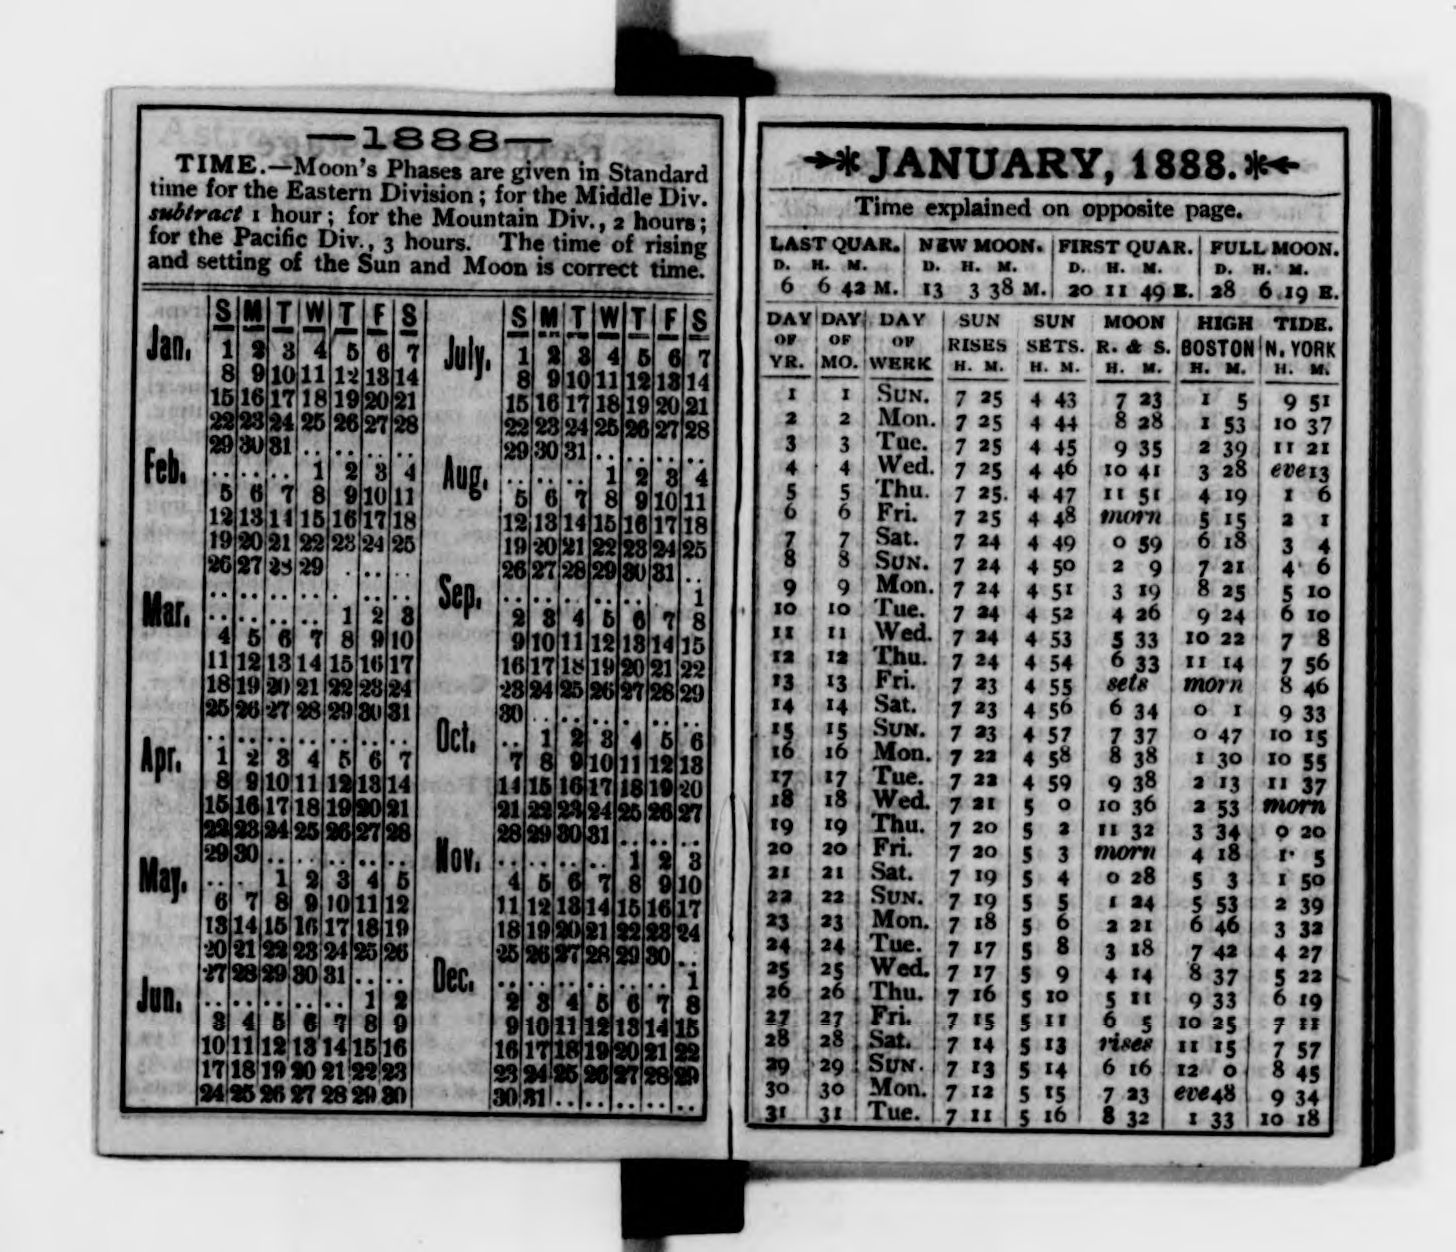 —1888—
TIME.—Moon's Phases are given in Standard
time for the Eastern Division; for the Middle Div.
subtract 1 hour; for the Mountain Div., 2 hours;
for the Pacific Div., 3 hours. The time of rising
and setting of the Sun and Moon is correct time.
S M T W T F S
Jan. 1 2 3 4 5 6 7
8 9 10 11 12 13 14
15 16 17 18 19 20 21
22 23 24 25 26 27 28
29 30 31 .. .. .. ..
Feb. .. .. .. 1 2 3 4
5 6 7 8 9 10 11
12 13 14 15 16 17 18
19 20 21 22 23 24 25
26 27 28 29 .. .. ..
.. .. .. .. .. .. ..
Mar. .. .. .. .. 1 2 3
4 5 6 7 8 9 10
11 12 13 14 15 16 17
18 19 20 21 22 23 24
25 26 27 28 29 30 31
.. .. .. .. .. .. ..
Apr. 1 2 3 4 5 6 7
8 9 10 11 12 13 14
15 16 17 18 19 20 21
22 23 24 25 26 27 28
29 30 .. .. .. .. ..
May. .. .. 1 2 3 4 5
6 7 8 9 10 11 12
13 14 15 16 17 18 19
20 21 22 23 24 25 26
27 28 29 30 31 .. ..
Jun. .. .. .. .. .. 1 2
3 4 5 6 7 8 9
10 11 12 13 14 15 16
17 18 19 20 21 22 23
24 25 26 27 28 29 30
S M T W T F S
July. 1 2 3 4 5 6 7
8 9 10 11 12 13 14
15 16 17 18 19 20 21
22 23 24 25 26 27 28
29 30 31 .. .. .. ..
Aug. .. .. .. 1 2 3 4
5 6 7 8 9 10 11
12 13 14 15 16 17 18
19 20 21 22 23 24 25
26 27 28 29 30 31 ..
Sep. .. .. .. .. .. .. 1
2 3 4 5 6 7 8
9 10 11 12 13 14 15
16 17 18 19 20 21 22
23 24 25 26 27 28 29
30 .. .. .. .. .. ..
Oct. .. 1 2 3 4 5 6
7 8 9 10 11 12 13
14 15 16 17 18 19 20
21 22 23 24 25 26 27
28 29 30 31 .. .. ..
Nov. .. .. .. .. 1 2 3
4 5 6 7 8 9 10
11 12 13 14 15 16 17
18 19 20 21 22 23 24
25 26 27 28 29 30 ..
Dec. .. .. .. .. .. .. 1
2 3 4 5 6 7 8
9 10 11 12 13 14 15
16 17 18 19 20 21 22
23 24 25 26 27 28 29
30 31 .. .. .. .. ..
JANUARY, 1888.
Time explained on opposite page.
LAST QUAR. NEW MOON. FIRST QUAR. FULL MOON.
D. H. M. D. H. M. D. H. M. D. H. M.
6 6 42 M. 13 3 38 M. 20 11 49 E. 28 6 19 E.
DAY DAY DAY SUN SUN MOON HIGH TIDE.
OF OF OF RISES SETS. R. & S. BOSTON N. YORK
YR. MO. WEEK H. M. H. M. H. M. H. M. H. M.
1 1 SUN. 7 25 4 43 7 23 1 5 9 51
2 2 Mon. 7 25 4 44 8 28 1 53 10 37
3 3 Tue. 7 25 4 45 9 35 2 39 11 21
4 4 Wed. 7 25 4 46 10 41 3 28 eve 13
5 5 Thu. 7 25 4 47 11 51 4 19 1 6
6 6 Fri. 7 25 4 48 morn 5 15 2 1
7 7 Sat. 7 24 4 49 0 59 6 18 3 4
8 8 SUN. 7 24 4 50 2 9 7 21 4 6
9 9 Mon. 7 24 4 51 3 19 8 25 5 10
10 10 Tue. 7 24 4 52 4 26 9 24 6 10
11 11 Wed. 7 24 4 53 5 33 10 22 7 8
12 12 Thu. 7 24 4 54 6 33 11 14 7 56
13 13 Fri. 7 23 4 55 sets morn 8 46
14 14 Sat. 7 23 4 56 6 34 0 1 9 33
15 15 SUN. 7 23 4 57 7 37 0 47 10 15
16 16 Mon. 7 22 4 58 8 38 1 30 10 55
17 17 Tue. 7 22 4 59 9 38 2 13 11 37
18 18 Wed. 7 21 5 0 10 36 2 53 morn
19 19 Thu. 7 20 5 2 11 32 3 34 0 20
20 20 Fri. 7 20 5 3 morn 4 18 1 5
21 21 Sat. 7 19 5 4 0 28 5 3 1 50
22 22 SUN. 7 19 5 5 1 24 5 53 2 39
23 23 Mon. 7 18 5 6 2 21 6 46 3 32
24 24 Tue. 7 17 5 8 3 18 7 42 4 27
25 25 Wed. 7 17 5 9 4 14 8 37 5 22
26 26 Thu. 7 16 5 10 5 11 9 33 6 19
27 27 Fri. 7 15 5 11 6 5 10 25 7 11
28 28 Sat. 7 14 5 13 rises 11 15 7 57
29 29 SUN. 7 13 5 14 6 16 12 0 8 45
30 30 Mon. 7 12 5 15 7 23 eve 48 9 34
31 31 Tue. 7 11 5 16 8 32 1 33 10 18